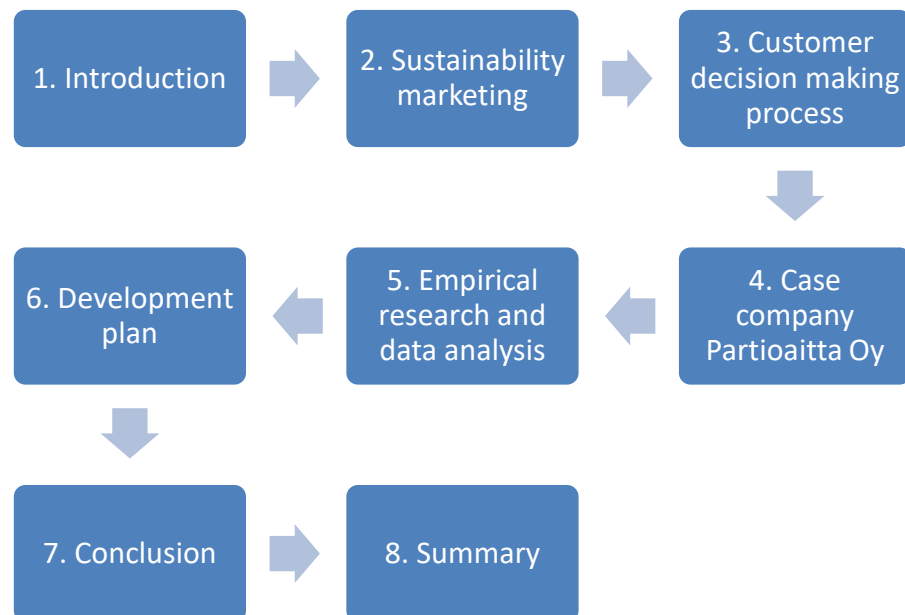 1. Introduction
2. Sustainability
marketing
3. Customer
decision making
process
4. Case
company
Partioaitta Oy
5. Empirical
research and
data analysis
6. Development
plan
7. Conclusion
8. Summary